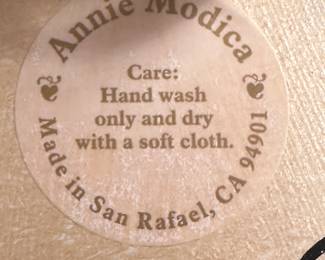 Annie Modica
Care:
Hand wash
only and dry
with a soft cloth.
Made in San Rafael, CA 94901